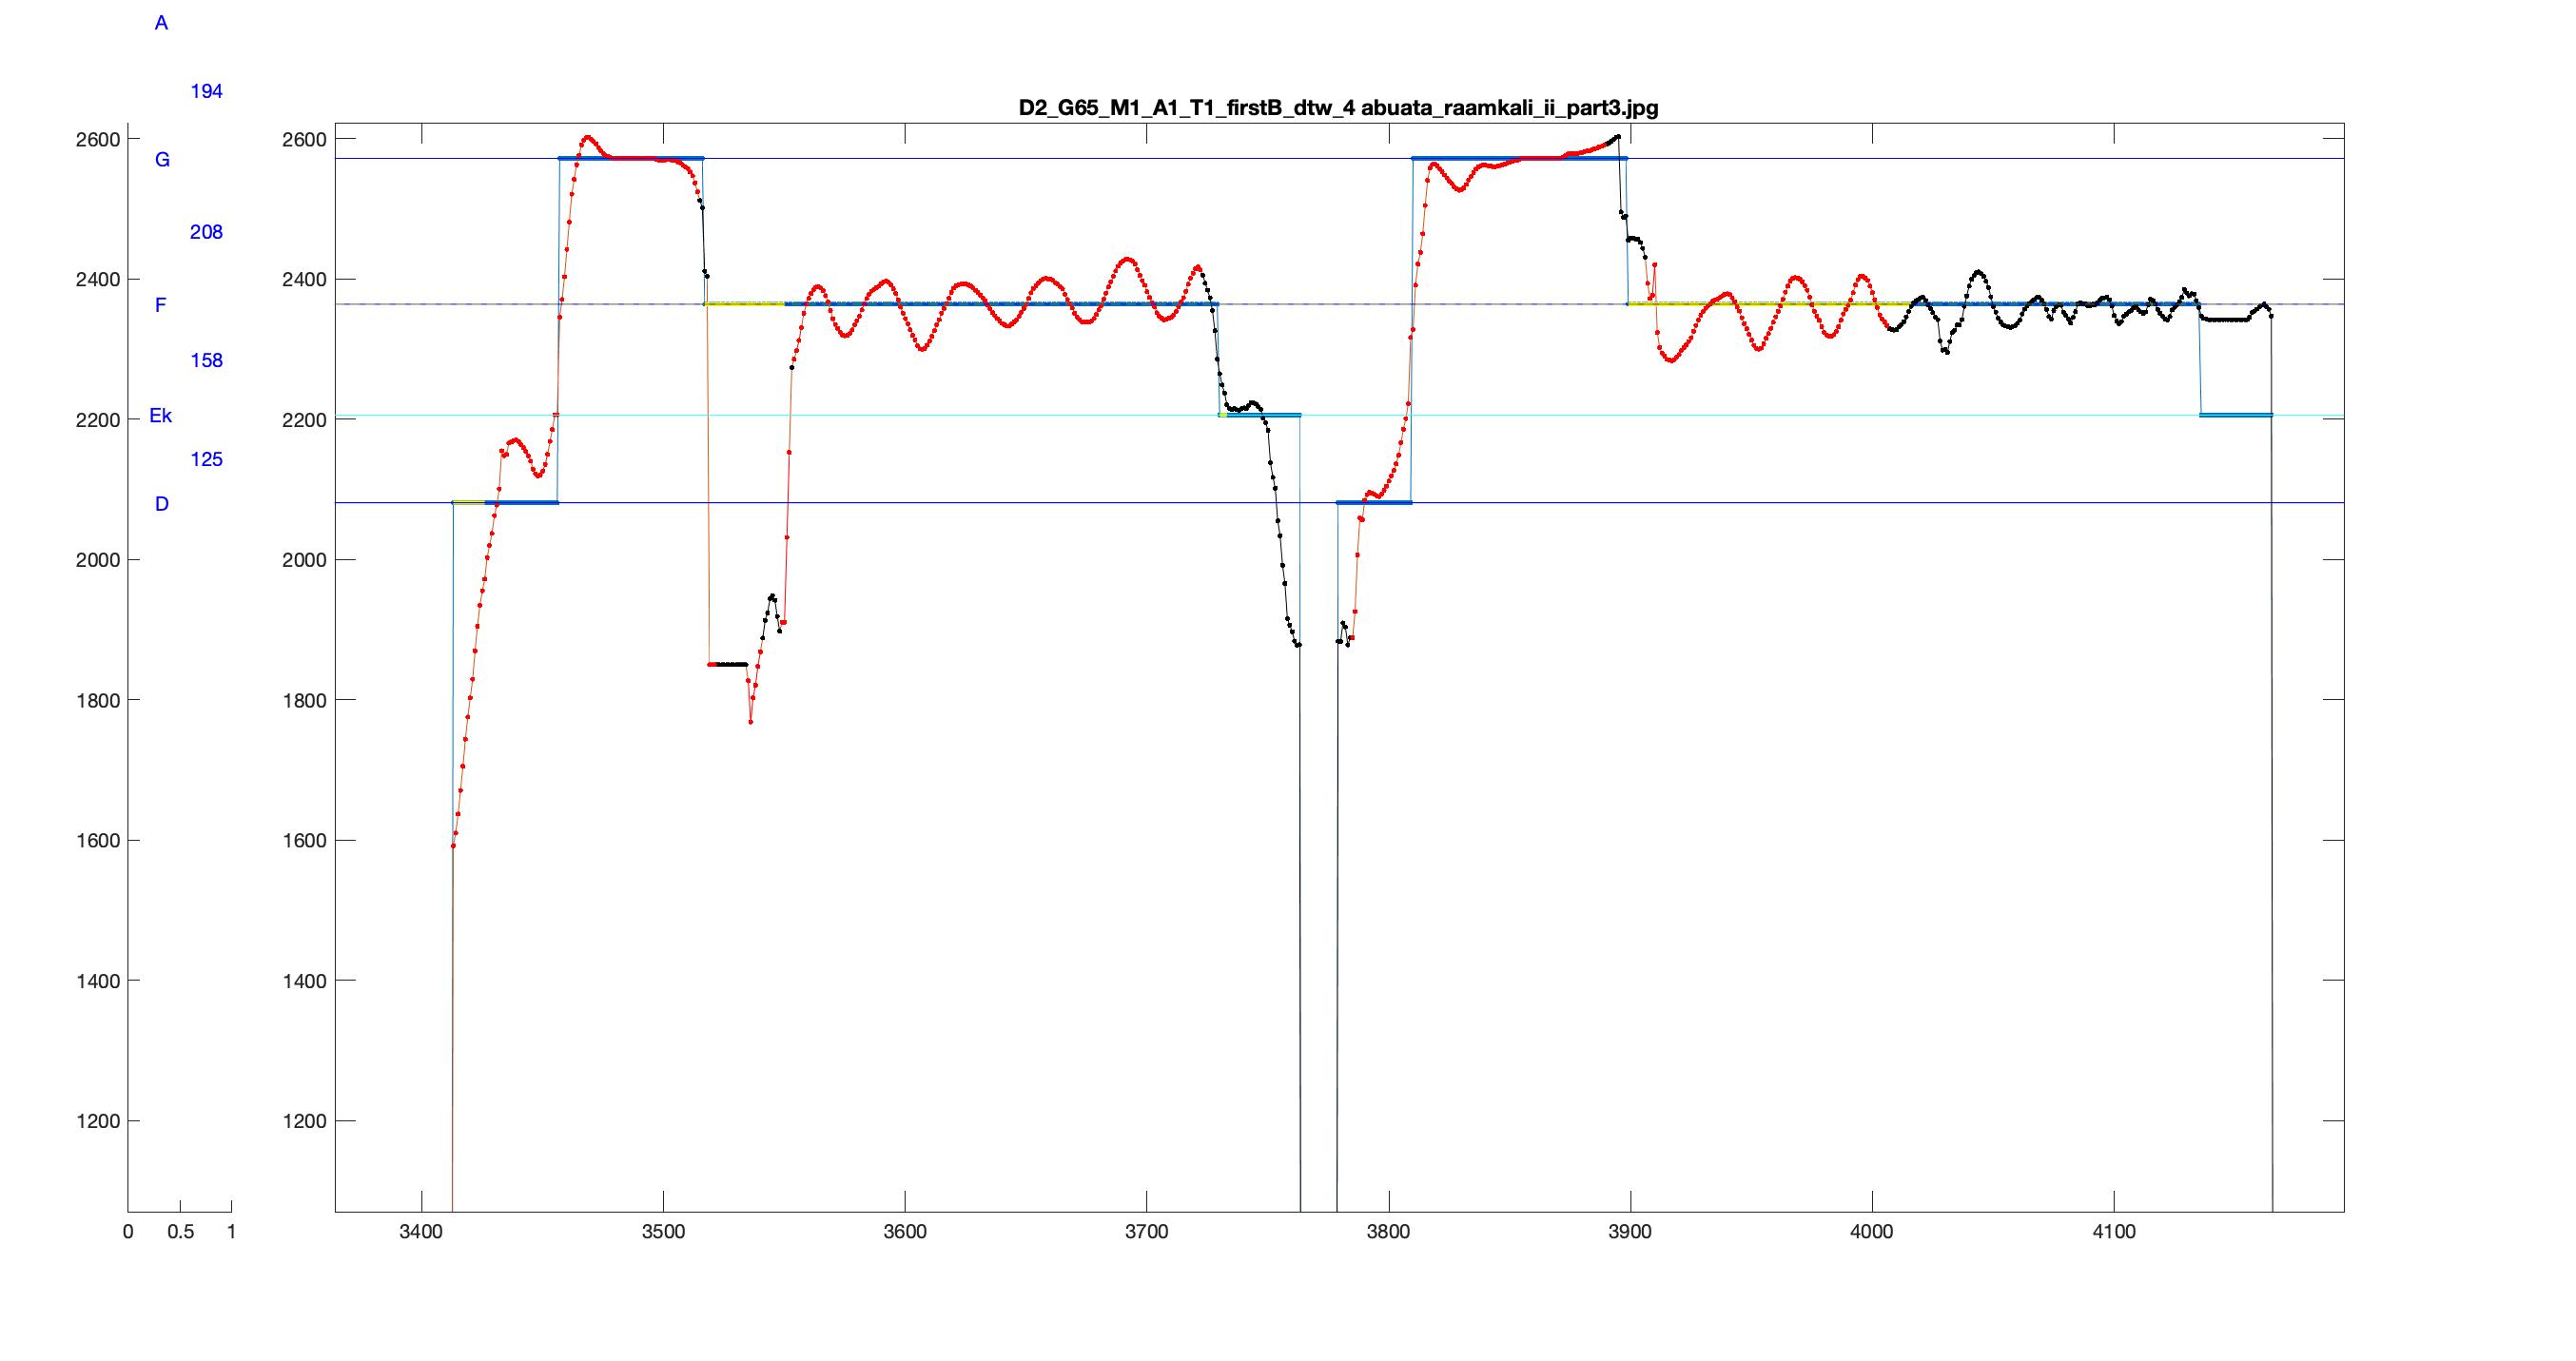 A
194
D2_G65_M1_A1_T1_firstB_dtw_4 abuata_raamkali_ii_part3.jpg
2600 2600
G
208
2400 2400
F
158
2200 Ek 2200
125
D
2000 2000
1800 1800
1600 1600
1400 1400
1200 1200
0 0.5 1 3400 3500 3600 3700 3800 3900 4000 4100